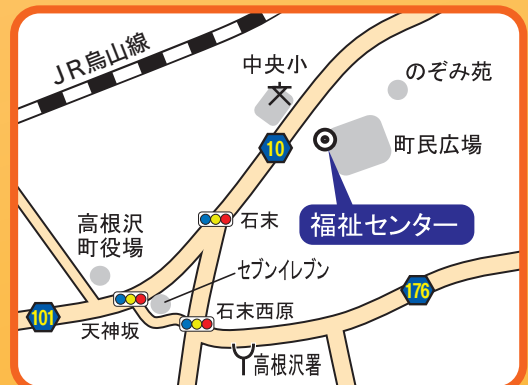 JR烏山線
中央小
のぞみ苑
10
町民広場
福祉センター
石末
高根沢
町役場
セブンイレブン
176
101
天神坂
石末西原
高根沢署